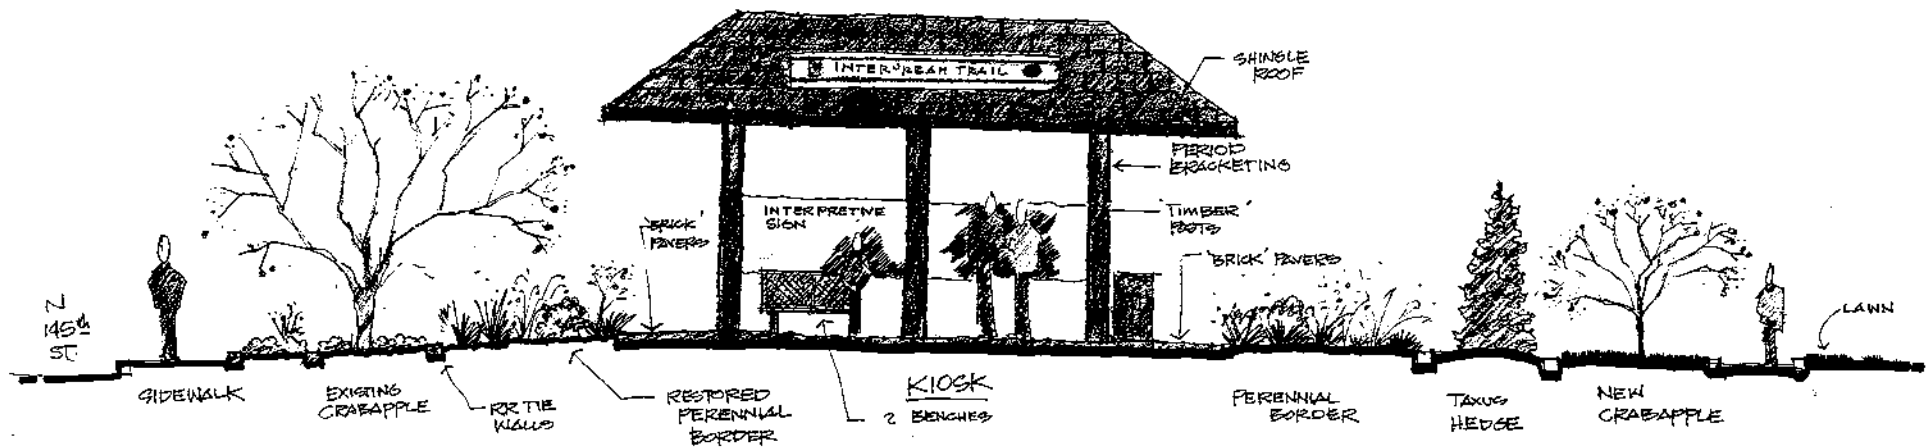 INTERURBAN TRAIL
SHINGLE
ROOF
PERIOD
BRACKETING
INTERPRETIVE
SIGN
'BRICK'
PAVERS
'TIMBER'
POSTS
'BRICK' PAVERS
N
145th
ST.
LAWN
SIDEWALK
EXISTING
CRABAPPLE
RR TIE
WALLS
RESTORED
PERENNIAL
BORDER
KIOSK
2 BENCHES
PERENNIAL
BORDER
TAXUS
HEDGE
NEW
CRABAPPLE